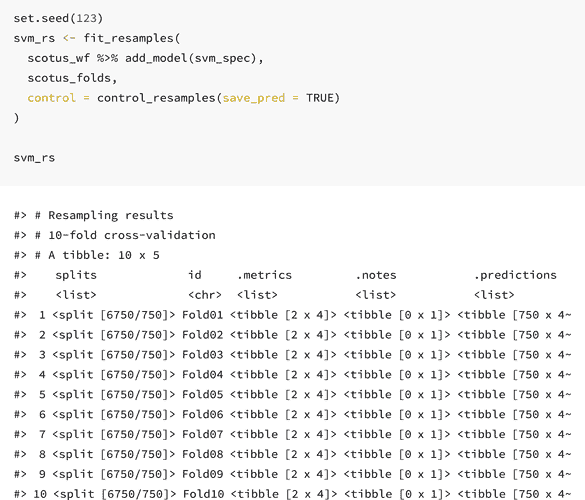 set.seed(123)
svm_rs <- fit_resamples(
  scotus_wf %>% add_model(svm_spec),
  scotus_folds,
  control = control_resamples(save_pred = TRUE)
)
svm_rs
#> # Resampling results
#> # 10-fold cross-validation
#> # A tibble: 10 x 5
#>    splits             id     .metrics         .notes           .predictions
#>    <list>             <chr>  <list>           <list>           <list>
#>  1 <split [6750/750]> Fold01 <tibble [2 x 4]> <tibble [0 x 1]> <tibble [750 x 4~
#>  2 <split [6750/750]> Fold02 <tibble [2 x 4]> <tibble [0 x 1]> <tibble [750 x 4~
#>  3 <split [6750/750]> Fold03 <tibble [2 x 4]> <tibble [0 x 1]> <tibble [750 x 4~
#>  4 <split [6750/750]> Fold04 <tibble [2 x 4]> <tibble [0 x 1]> <tibble [750 x 4~
#>  5 <split [6750/750]> Fold05 <tibble [2 x 4]> <tibble [0 x 1]> <tibble [750 x 4~
#>  6 <split [6750/750]> Fold06 <tibble [2 x 4]> <tibble [0 x 1]> <tibble [750 x 4~
#>  7 <split [6750/750]> Fold07 <tibble [2 x 4]> <tibble [0 x 1]> <tibble [750 x 4~
#>  8 <split [6750/750]> Fold08 <tibble [2 x 4]> <tibble [0 x 1]> <tibble [750 x 4~
#>  9 <split [6750/750]> Fold09 <tibble [2 x 4]> <tibble [0 x 1]> <tibble [750 x 4~
#> 10 <split [6750/750]> Fold10 <tibble [2 x 4]> <tibble [0 x 1]> <tibble [750 x 4~